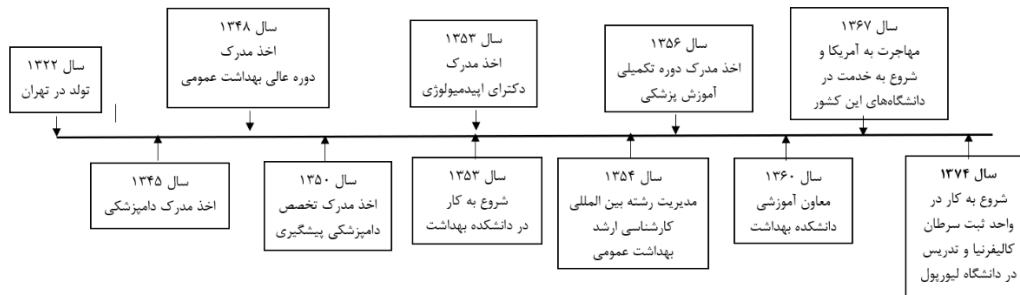 سال ۱۳۲۲
تولد در تهران
سال ۱۳۴۵
اخذ مدرک دامپزشکی
سال ۱۳۴۸
اخذ مدرک
دوره عالی بهداشت عمومی
سال ۱۳۵۰
اخذ مدرک تخصص
دامپزشکی پیشگیری
سال ۱۳۵۳
اخذ مدرک
دکترای اپیدمیولوژی
سال ۱۳۵۳
شروع به کار
در دانشکده بهداشت
سال ۱۳۵۴
مدیریت رشته بین المللی
کارشناسی ارشد
بهداشت عمومی
سال ۱۳۵۶
اخذ مدرک دوره تکمیلی
آموزش پزشکی
سال ۱۳۶۰
معاون آموزشی
دانشکده بهداشت
سال ۱۳۶۷
مهاجرت به آمریکا و
شروع به خدمت در
دانشگاه‌های این کشور
سال ۱۳۷۴
شروع به کار در
واحد ثبت سرطان
کالیفرنیا و تدریس
در دانشگاه لیورپول